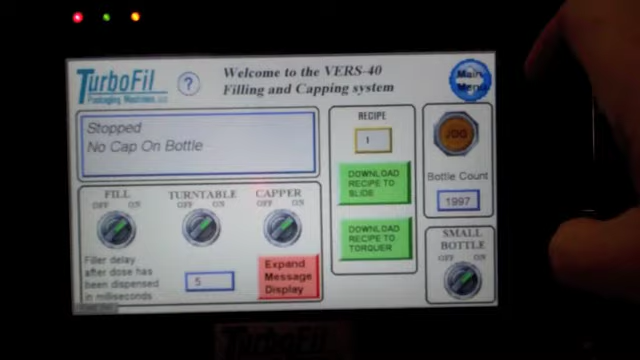 TurboFil
Packaging Machines, LLC
?
Welcome to the VERS-40
Filling and Capping system
Main
Menu
Stopped
No Cap On Bottle
RECIPE
1
DOWNLOAD
RECIPE TO
SLIDE
DOWNLOAD
RECIPE TO
TORQUER
JOG
Bottle Count
1997
FILL
OFF ON
TURNTABLE
OFF ON
CAPPER
OFF ON
Filler delay
after dose has
been dispensed
in milliseconds
5
Expand
Message
Display
SMALL
BOTTLE
OFF ON
TurboFil